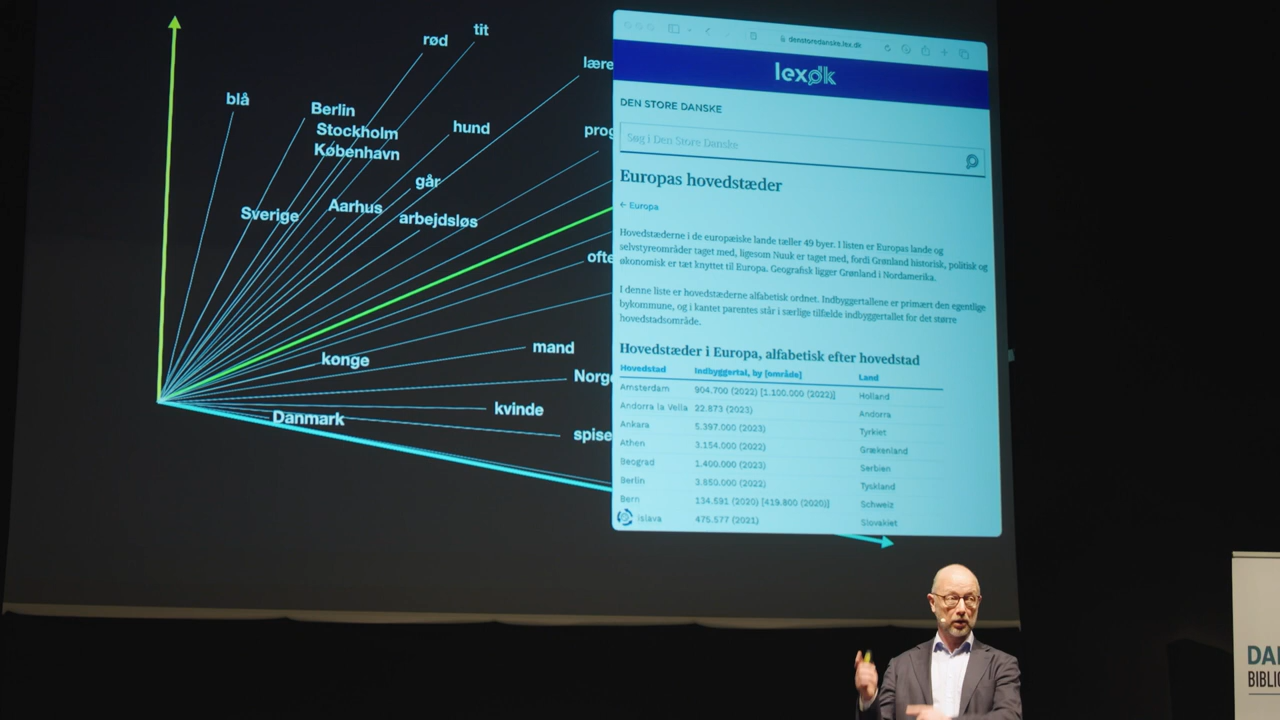 tit
rød
lære
blå
Berlin
Stockholm
København
hund
prog
går
Sverige
Aarhus
arbejdsløs
ofte
mand
konge
Norge
kvinde
Danmark
spise
denstoredanske.lex.dk
lex.dk
DEN STORE DANSKE
Søg i Den Store Danske
Europas hovedstæder
← Europa
Hovedstæderne i de europæiske lande tæller 49 byer. I listen er Europas lande og
selvstyreområder taget med, ligesom Nuuk er taget med, fordi Grønland historisk, politisk og
økonomisk er tæt knyttet til Europa. Geografisk ligger Grønland i Nordamerika.
I denne liste er hovedstæderne alfabetisk ordnet. Indbyggertallene er primært den egentlige
bykommune, og i kantet parentes står i særlige tilfælde indbyggertallet for det større
hovedstadsområde.
Hovedstæder i Europa, alfabetisk efter hovedstad
Hovedstad Indbyggertal, by [område] Land
Amsterdam 904.700 (2022) [1.100.000 (2022)] Holland
Andorra la Vella 22.873 (2023) Andorra
Ankara 5.397.000 (2023) Tyrkiet
Athen 3.154.000 (2022) Grækenland
Beograd 1.400.000 (2023) Serbien
Berlin 3.850.000 (2022) Tyskland
Bern 134.591 (2020) [419.800 (2020)] Schweiz
islava 475.577 (2021) Slovakiet
DA
BIBLIO